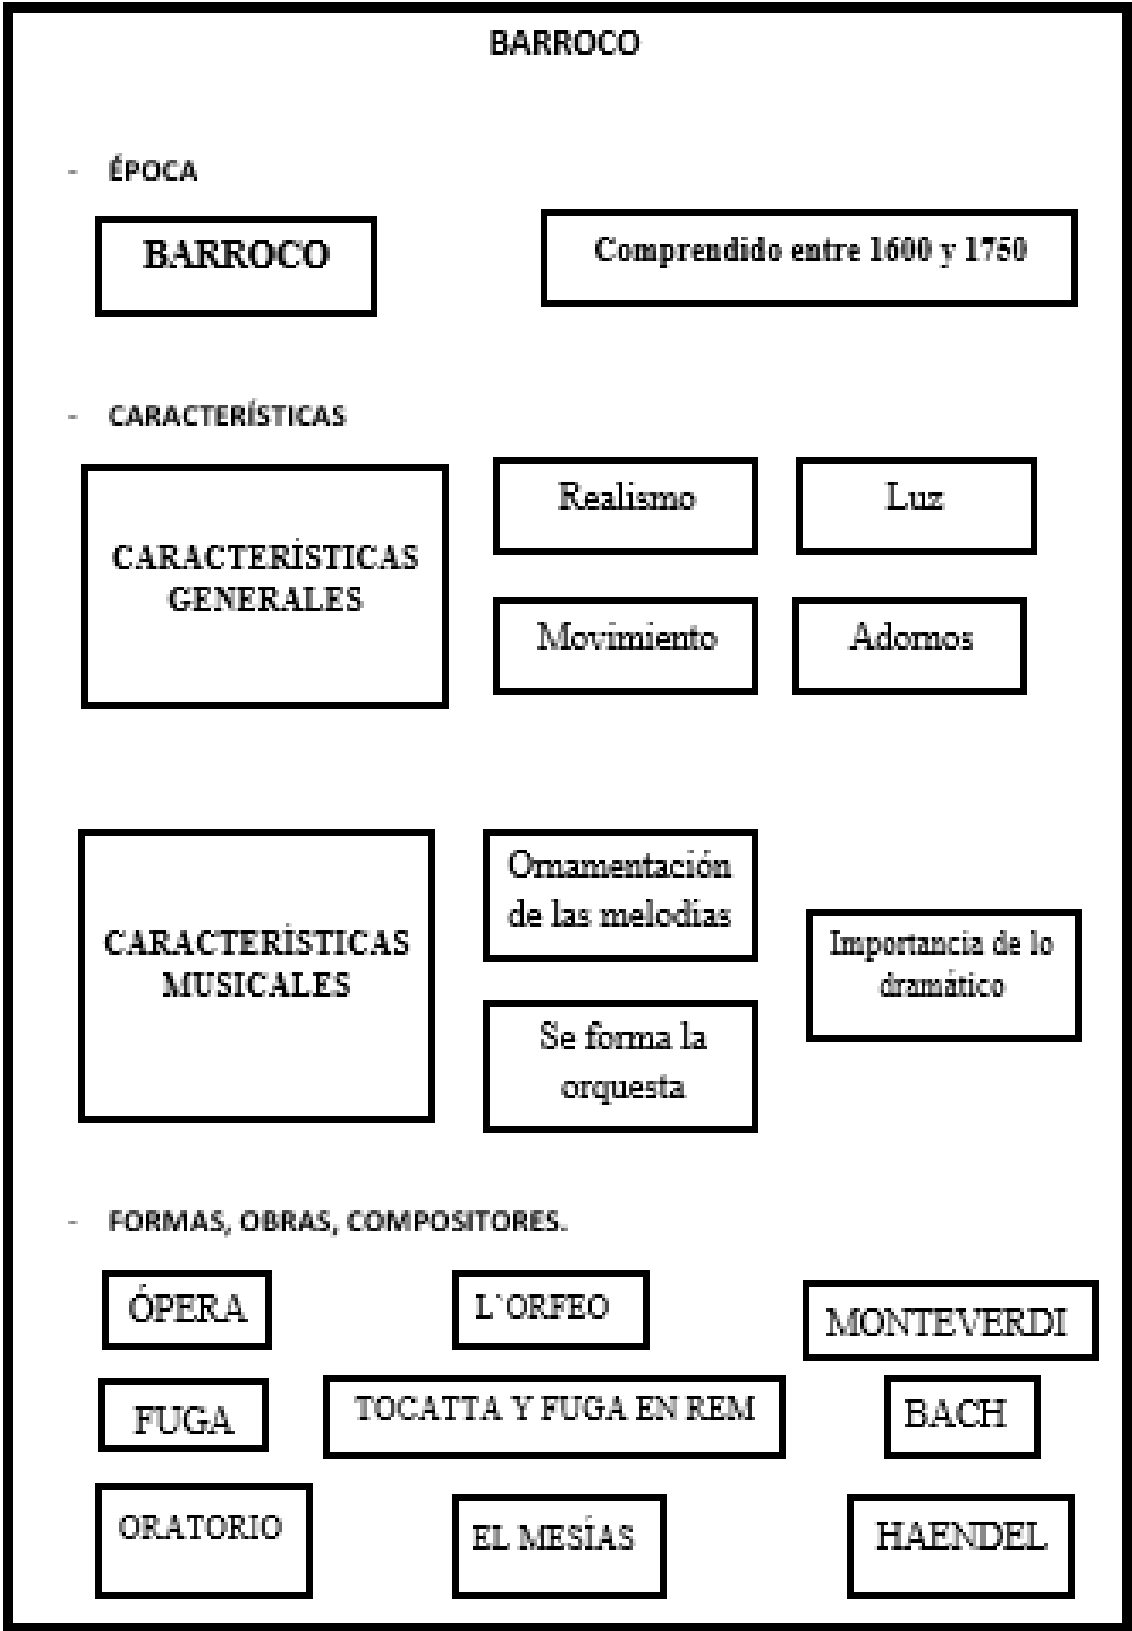 BARROCO
- ÉPOCA
BARROCO
Comprendido entre 1600 y 1750
- CARACTERÍSTICAS
CARACTERÍSTICAS
GENERALES
Realismo
Luz
Movimiento
Adornos
CARACTERÍSTICAS
MUSICALES
Ornamentación
de las melodías
Importancia de lo
dramático
Se forma la
orquesta
- FORMAS, OBRAS, COMPOSITORES.
ÓPERA
L`ORFEO
MONTEVERDI
FUGA
TOCATTA Y FUGA EN REM
BACH
ORATORIO
EL MESÍAS
HAENDEL